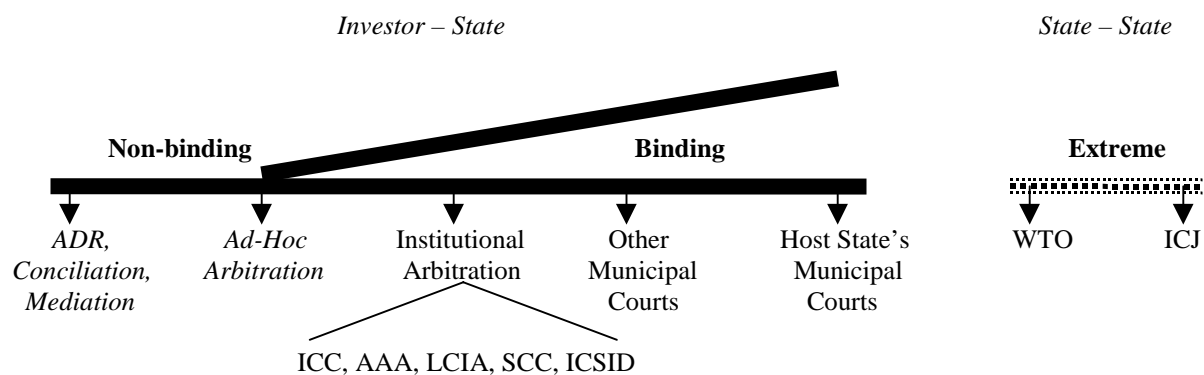 Investor – State
State – State
Non-binding
Binding
Extreme
ADR,
Conciliation,
Mediation
Ad-Hoc
Arbitration
Institutional
Arbitration
Other
Municipal
Courts
Host State's
Municipal
Courts
WTO
ICJ
ICC, AAA, LCIA, SCC, ICSID